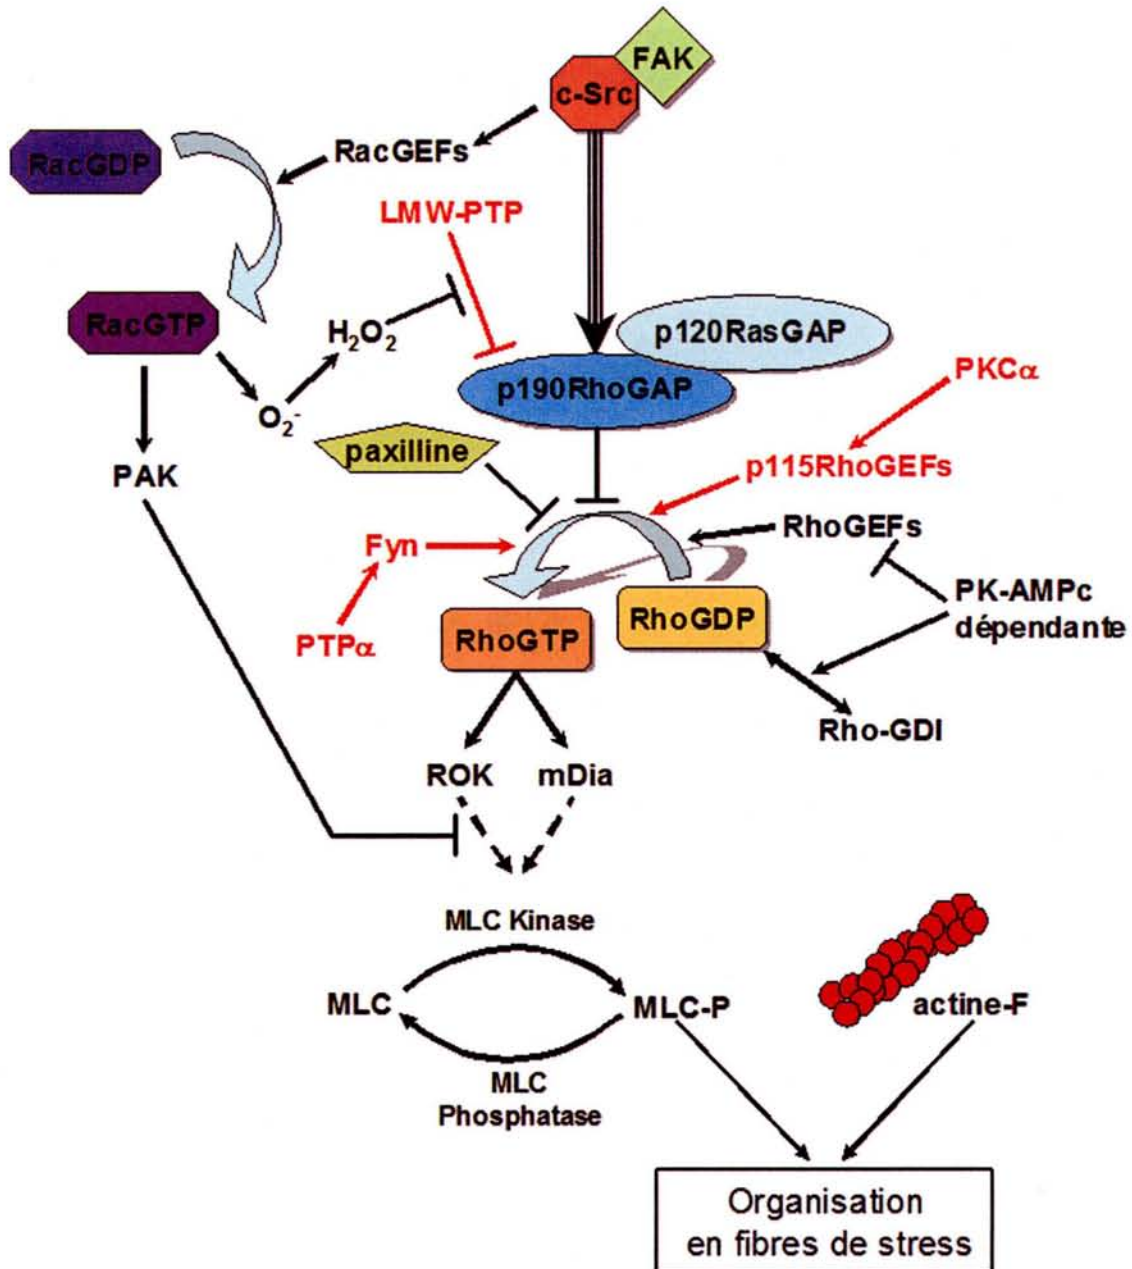 FAK
c-Src
RacGEFs
RacGDP
LMW-PTP
RacGTP
H₂O₂
p120RasGAP
O₂⁻
p190RhoGAP
PKCα
paxilline
PAK
p115RhoGEFs
Fyn
RhoGEFs
PTPα
RhoGTP
RhoGDP
PK-AMPc
dépendante
Rho-GDI
ROK
mDia
MLC Kinase
MLC
MLC-P
actine-F
MLC
Phosphatase
Organisation
en fibres de stress